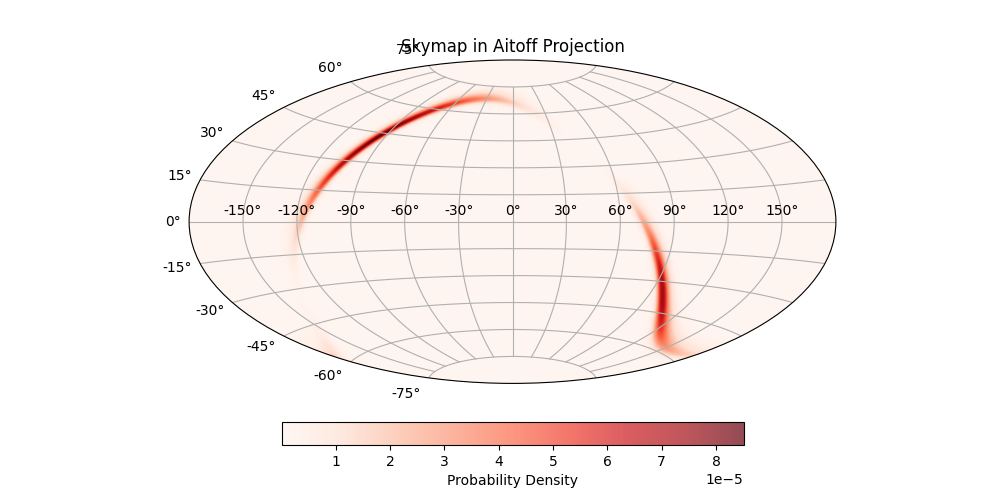 Skymap in Aitoff Projection
75°
60°
45°
30°
15°
-150° -120° -90° -60° -30° 0° 30° 60° 90° 120° 150°
0°
-15°
-30°
-45°
-60°
-75°
1 2 3 4 5 6 7 8
1e−5
Probability Density